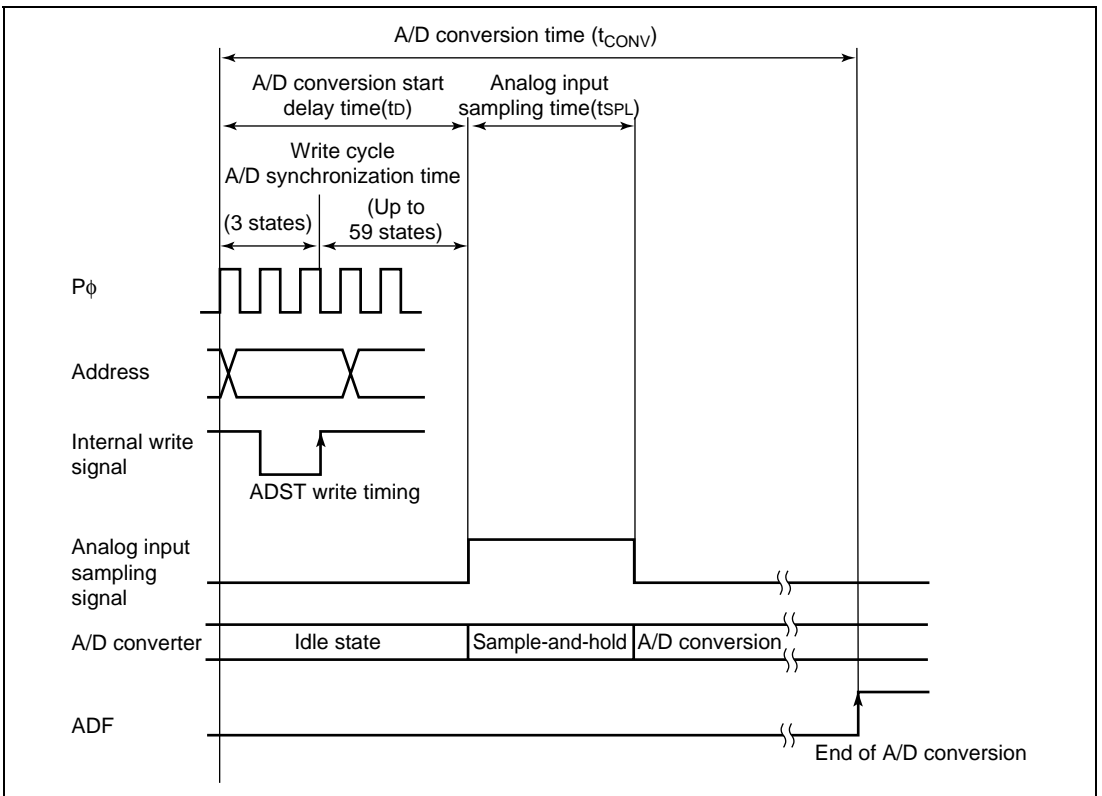 A/D conversion time (tCONV)
A/D conversion start
delay time(tD)
Analog input
sampling time(tSPL)
Write cycle
A/D synchronization time
(3 states)
(Up to
59 states)
Pϕ
Address
Internal write
signal
ADST write timing
Analog input
sampling
signal
A/D converter
Idle state
Sample-and-hold
A/D conversion
ADF
End of A/D conversion